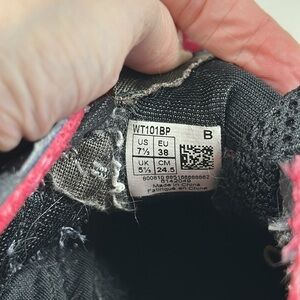 WT101BP B
US EU
7½ 38
UK CM
5½ 24.5
Made in China
Fabriqué en Chine